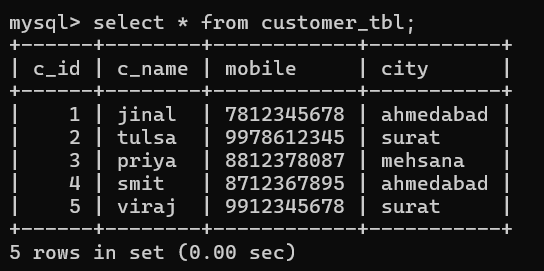 mysql> select * from customer_tbl;
+------+--------+------------+-----------+
| c_id | c_name | mobile     | city      |
+------+--------+------------+-----------+
|    1 | jinal  | 7812345678 | ahmedabad |
|    2 | tulsa  | 9978612345 | surat     |
|    3 | priya  | 8812378087 | mehsana   |
|    4 | smit   | 8712367895 | ahmedabad |
|    5 | viraj  | 9912345678 | surat     |
+------+--------+------------+-----------+
5 rows in set (0.00 sec)